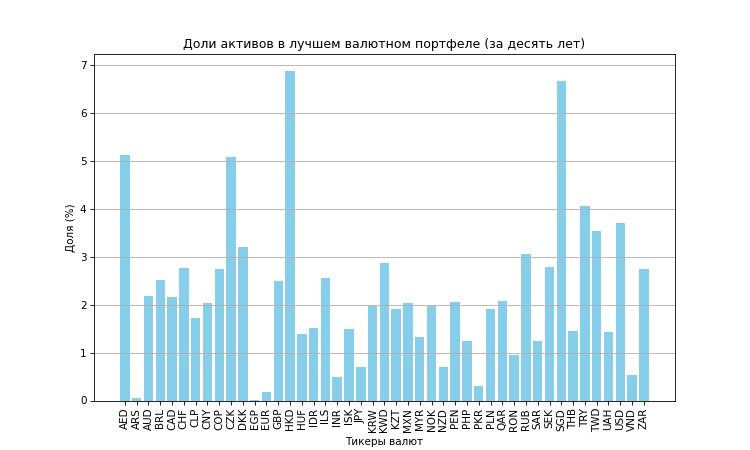 Доли активов в лучшем валютном портфеле (за десять лет)
Доля (%)
7
6
5
4
3
2
1
0
AED ARS AUD BRL CAD CHF CLP CNY COP CZK DKK EGP EUR GBP HKD HUF IDR ILS INR ISK JPY KRW KWD KZT MXN MYR NOK NZD PEN PHP PKR PLN QAR RON RUB SAR SEK SGD THB TRY TWD UAH USD VND ZAR
Тикеры валют